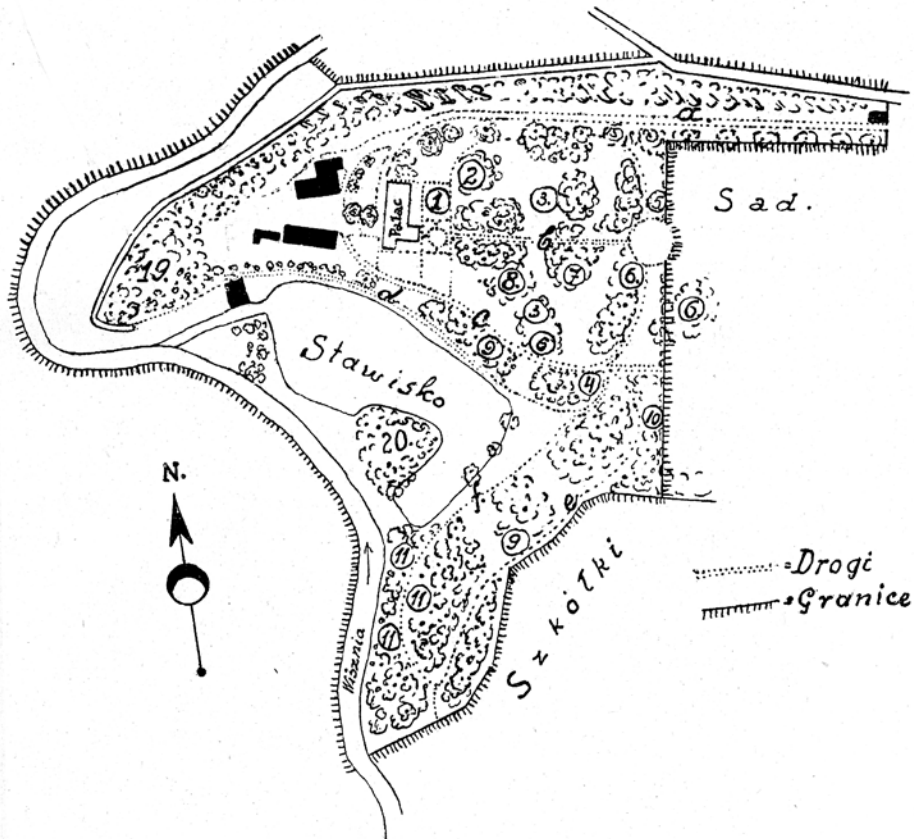 a.
Sad.
2
1
3.
5
Pałac
b
8.
7.
6.
6
19.
d
c
3
9
6
Stawisko
4
20.
10
N.
f
e
9
11
11
11
Wisznia
Szkółki
=Drogi
=Granice